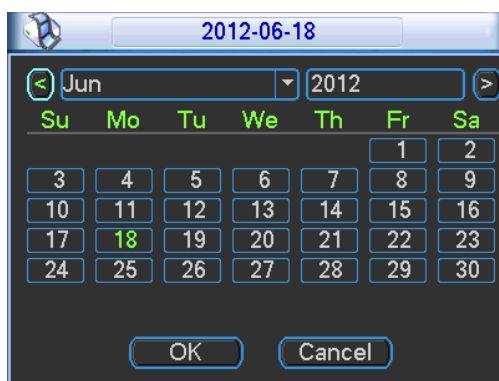 2012-06-18
< Jun 2012 >
Su Mo Tu We Th Fr Sa
1 2
3 4 5 6 7 8 9
10 11 12 13 14 15 16
17 18 19 20 21 22 23
24 25 26 27 28 29 30
OK Cancel